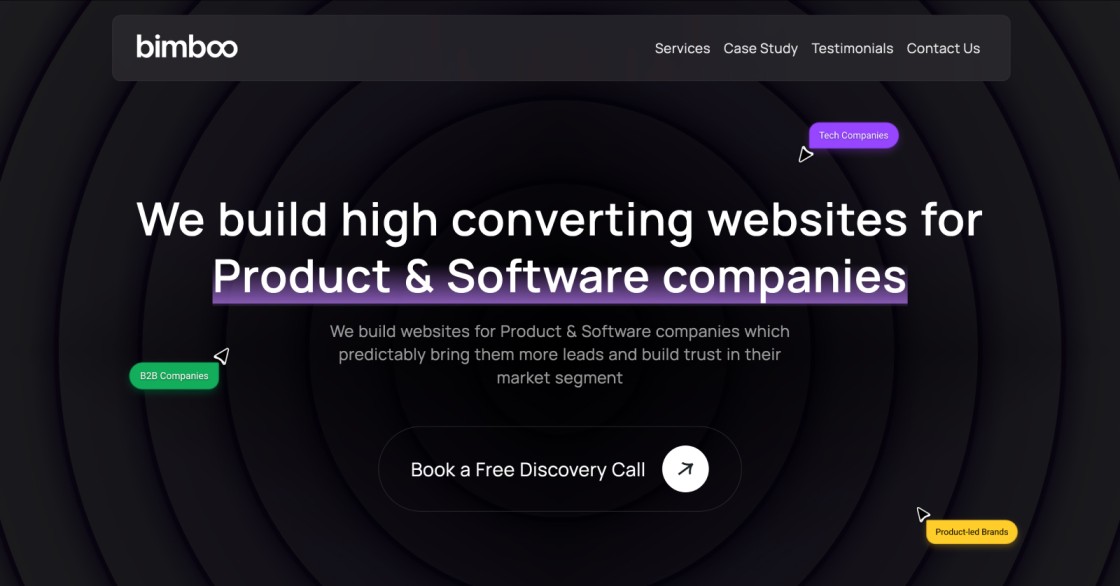 bimboo
Services Case Study Testimonials Contact Us
Tech Companies
We build high converting websites for
Product & Software companies
We build websites for Product & Software companies which
predictably bring them more leads and build trust in their
market segment
B2B Companies
Book a Free Discovery Call
Product-led Brands